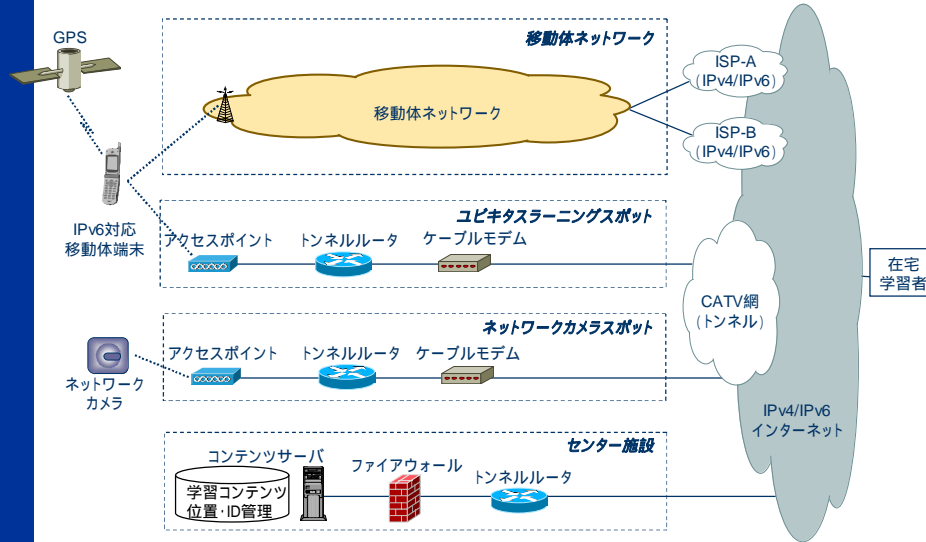 GPS
移動体ネットワーク
移動体ネットワーク
ISP-A
(IPv4/IPv6)
ISP-B
(IPv4/IPv6)
IPv6対応
移動体端末
ユビキタスラーニングスポット
アクセスポイント
トンネルルータ
ケーブルモデム
在宅
学習者
CATV網
(トンネル)
ネットワークカメラスポット
アクセスポイント
トンネルルータ
ケーブルモデム
ネットワーク
カメラ
IPv4/IPv6
インターネット
センター施設
コンテンツサーバ
ファイアウォール
トンネルルータ
学習コンテンツ
位置・ID管理